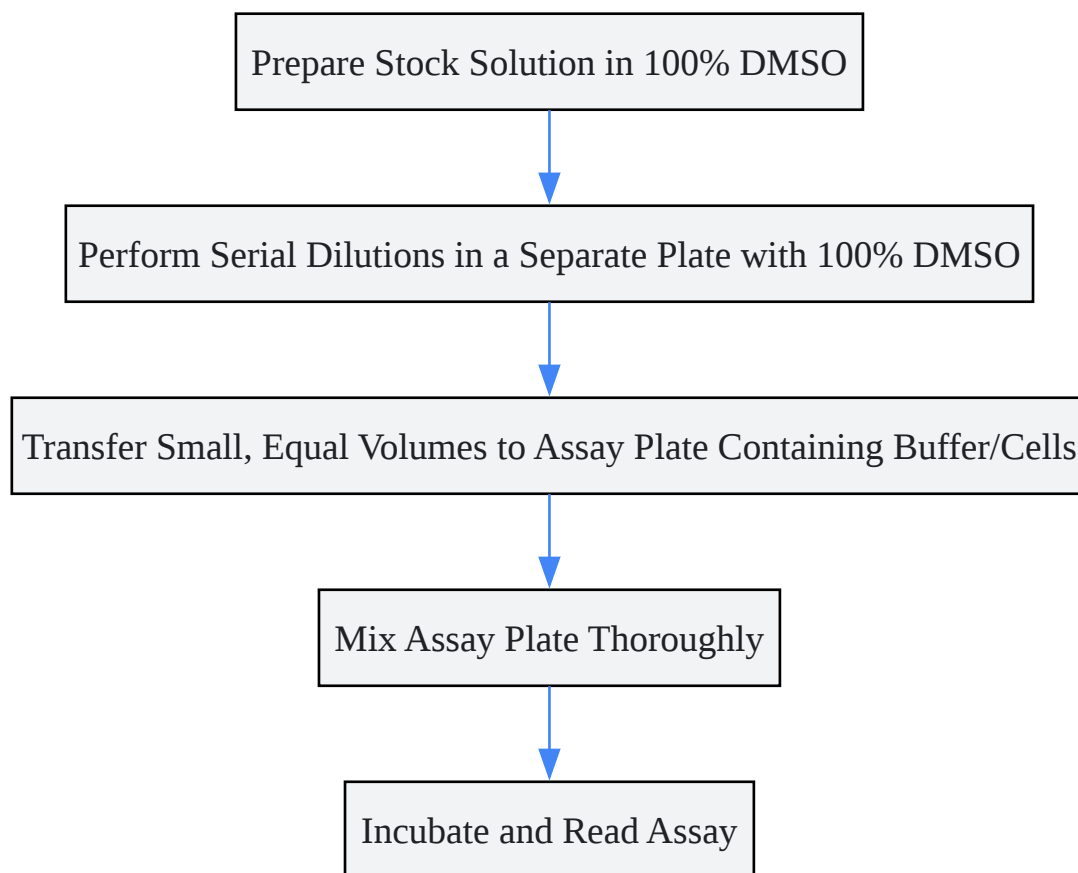 Prepare Stock Solution in 100% DMSO
Perform Serial Dilutions in a Separate Plate with 100% DMSO
Transfer Small, Equal Volumes to Assay Plate Containing Buffer/Cells
Mix Assay Plate Thoroughly
Incubate and Read Assay